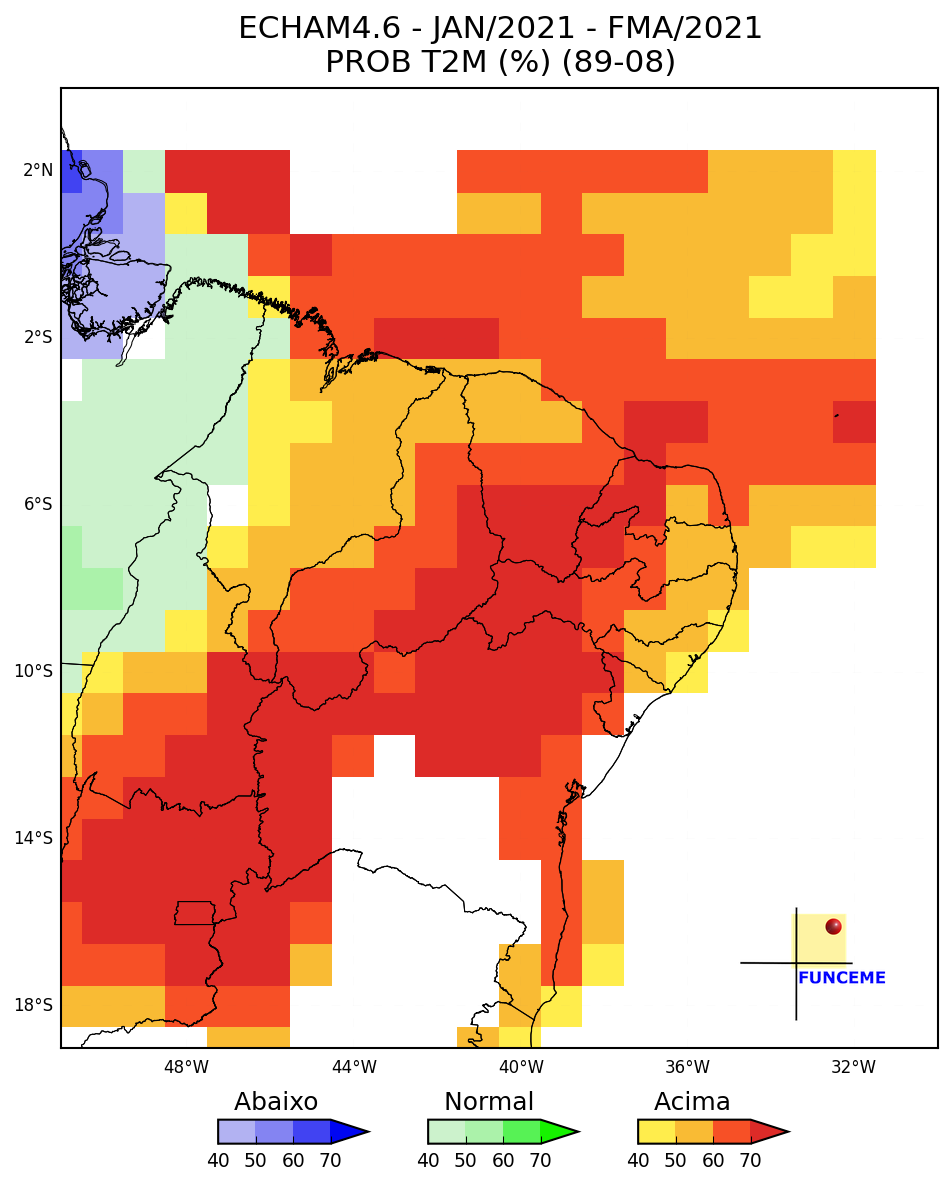 ECHAM4.6 - JAN/2021 - FMA/2021
PROB T2M (%) (89-08)
2°N
2°S
6°S
10°S
14°S
18°S
FUNCEME
48°W 44°W 40°W 36°W 32°W
Abaixo Normal Acima
40 50 60 70 40 50 60 70 40 50 60 70